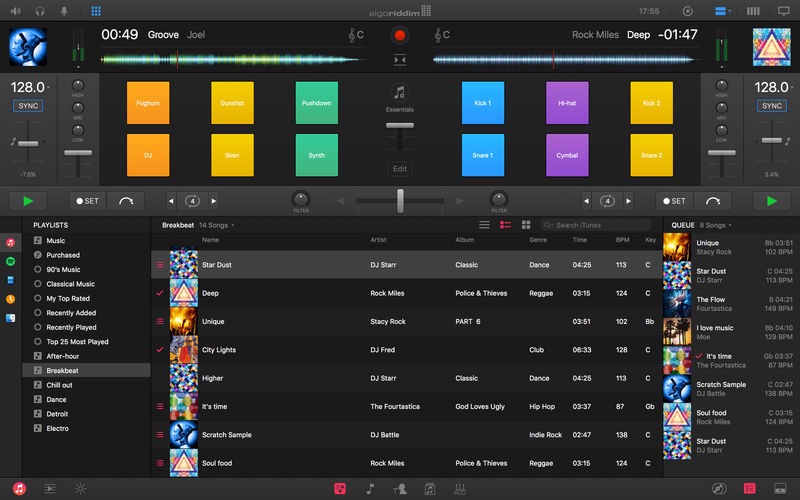 algoriddim
17:55
00:49 Groove Joel C
C Rock Miles Deep -01:47
128.0
SYNC
-7.6%
HIGH
MID
LOW
Foghorn Gunshot Pushdown
DJ Siren Synth
Essentials
Edit
Kick 1 Hi-hat Kick 2
Snare 1 Cymbal Snare 2
HIGH
MID
LOW
128.0
SYNC
3.4%
SET 4 FILTER
FILTER 4 SET
PLAYLISTS
Music
Purchased
90's Music
Classical Music
My Top Rated
Recently Added
Recently Played
Top 25 Most Played
After-hour
Breakbeat
Chill out
Dance
Detroit
Electro
Breakbeat 14 Songs
Search iTunes
Name Artist Album Genre Time BPM Key
Star Dust DJ Starr Classic Dance 04:25 113 C
Deep Rock Miles Police & Thieves Reggae 03:15 124 C
Unique Stacy Rock PART 6 03:51 102 Bb
City Lights DJ Fred Club 06:33 128 C
Higher DJ Starr Classic Dance 04:25 113 C
It's time The Fourtastica God Loves Ugly Hip Hop 03:37 87 Gb
Scratch Sample DJ Battle Indie Rock 02:47 138 C
Soul food Rock Miles Police & Thieves Reggae 03:15 124 C
QUEUE 8 Songs
Unique Bb 03:51
Stacy Rock 102 BPM
Star Dust C 04:25
DJ Starr 113 BPM
The Flow B 04:21
Fourtastica 104 BPM
I love music Bb 04:10
Moe 129 BPM
It's time Gb 03:37
The Fourtastica 87 BPM
Scratch Sample C 02:47
DJ Battle 138 BPM
Soul food C 03:15
Rock Miles 124 BPM
Star Dust C 04:25
DJ Starr 113 BPM